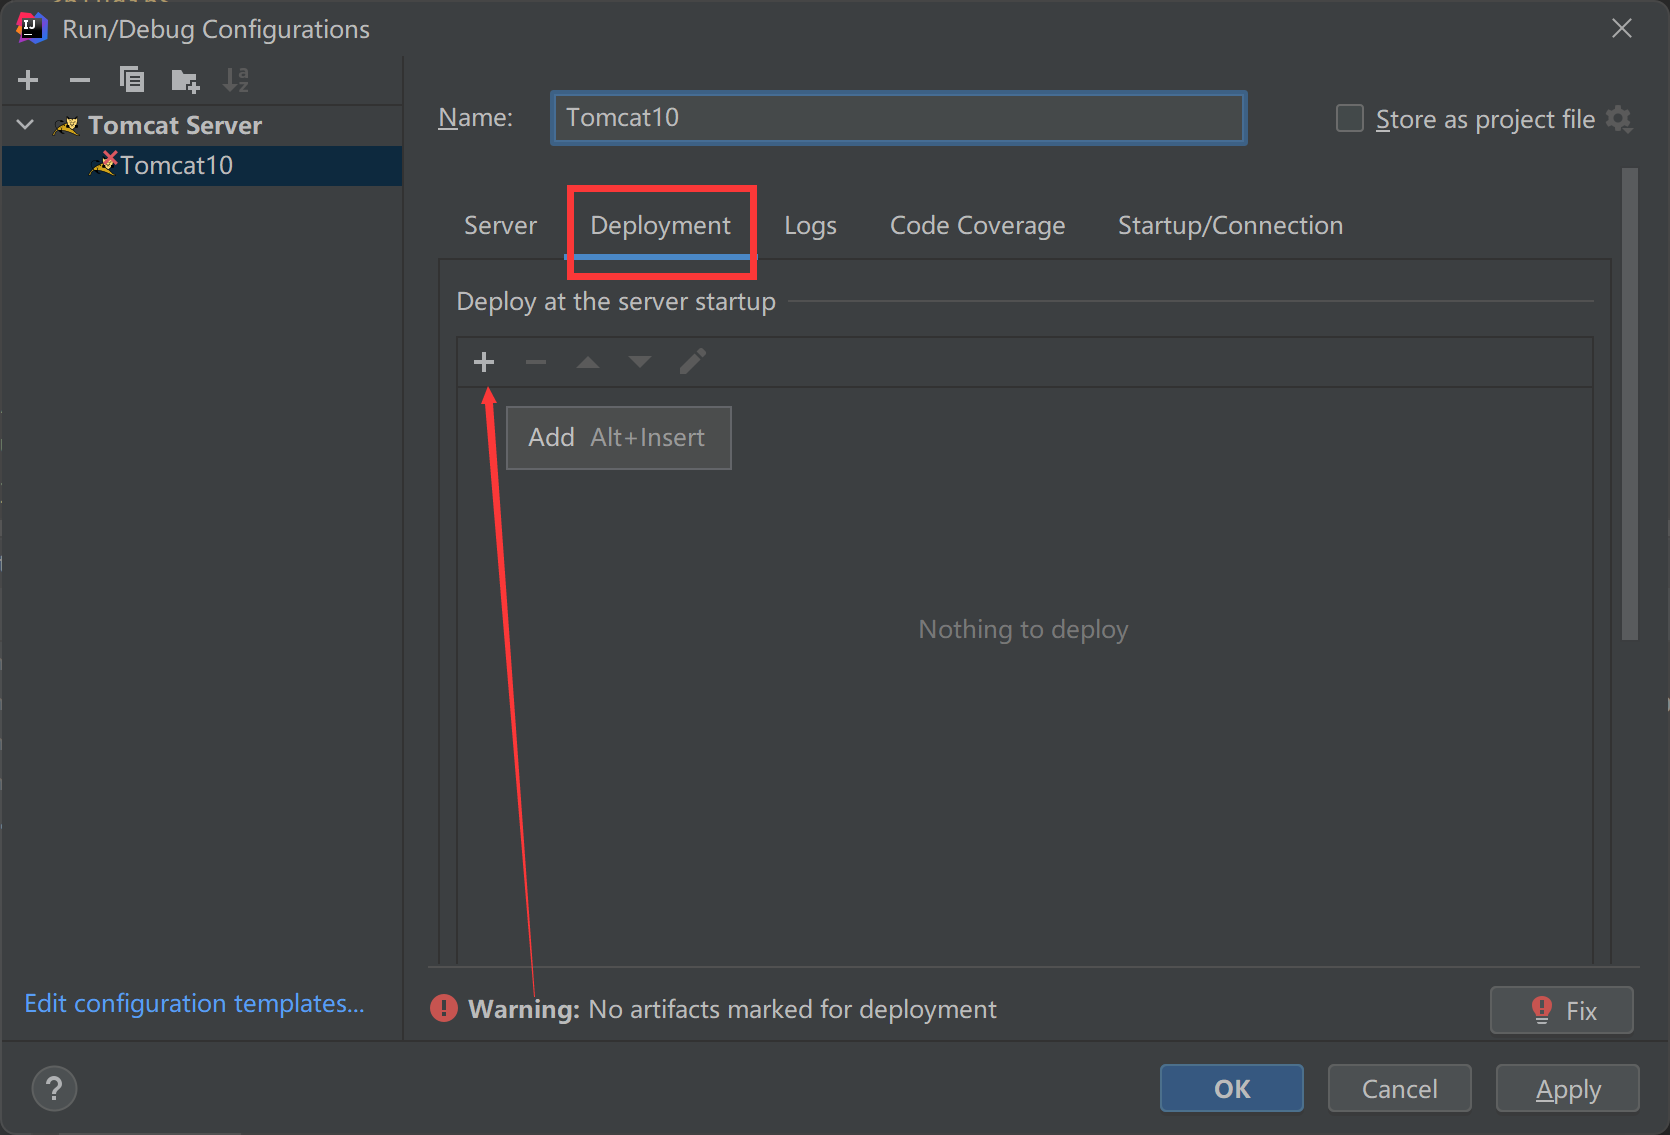 Run/Debug Configurations
Tomcat Server
Tomcat10
Name: Tomcat10 Store as project file
Server Deployment Logs Code Coverage Startup/Connection
Deploy at the server startup
Add Alt+Insert
Nothing to deploy
Edit configuration templates...
Warning: No artifacts marked for deployment Fix
? OK Cancel Apply